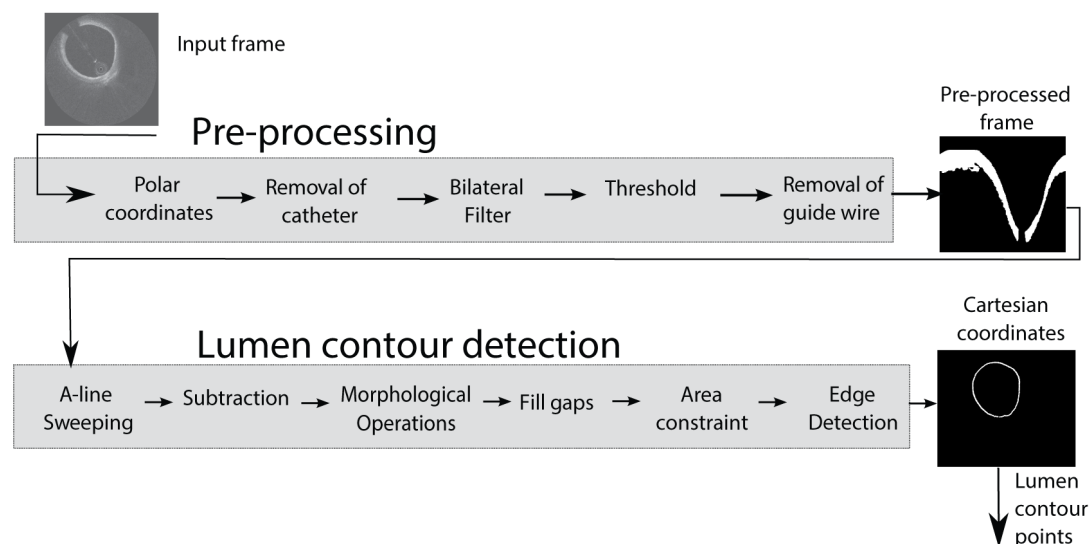 Input frame
Pre-processing
Pre-processed
frame
Polar
coordinates
Removal of
catheter
Bilateral
Filter
Threshold
Removal of
guide wire
Lumen contour detection
Cartesian
coordinates
A-line
Sweeping
Subtraction
Morphological
Operations
Fill gaps
Area
constraint
Edge
Detection
Lumen
contour
points